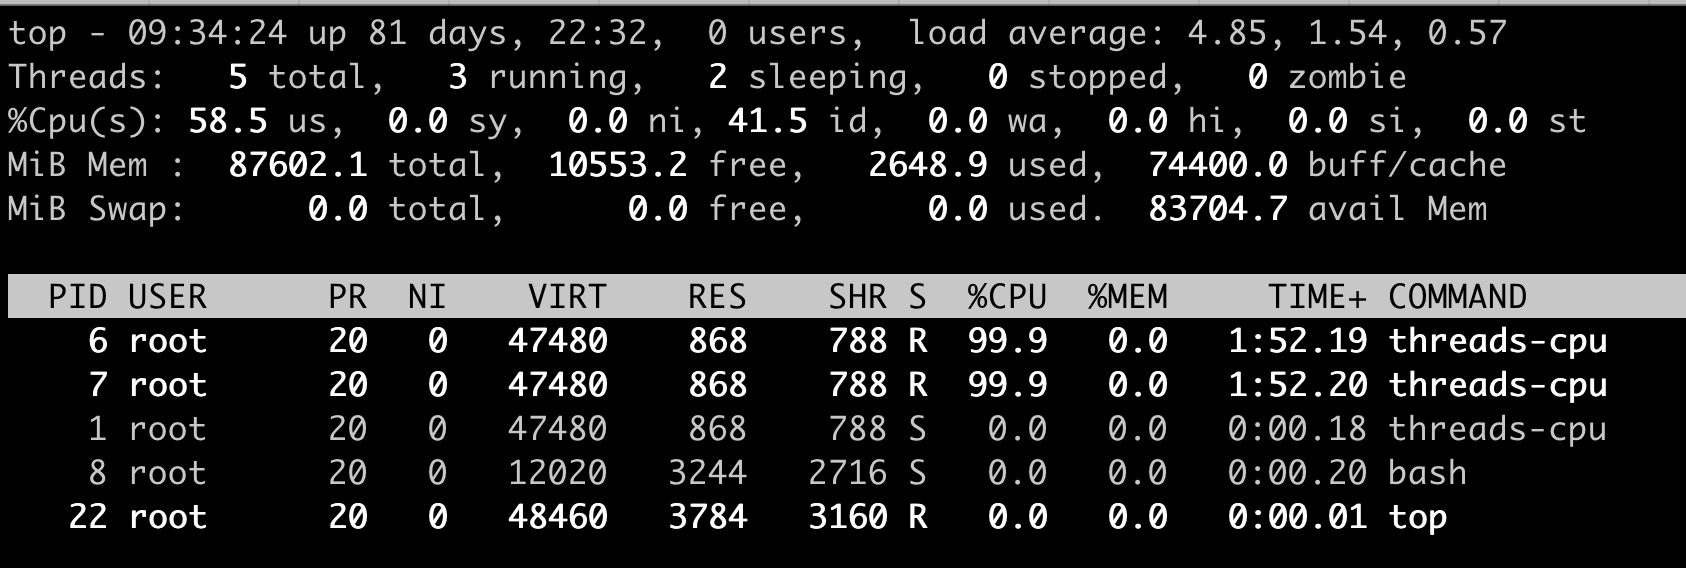 top - 09:34:24 up 81 days, 22:32,  0 users,  load average: 4.85, 1.54, 0.57
Threads:   5 total,   3 running,   2 sleeping,   0 stopped,   0 zombie
%Cpu(s): 58.5 us,  0.0 sy,  0.0 ni, 41.5 id,  0.0 wa,  0.0 hi,  0.0 si,  0.0 st
MiB Mem :  87602.1 total,  10553.2 free,   2648.9 used,  74400.0 buff/cache
MiB Swap:      0.0 total,      0.0 free,      0.0 used.  83704.7 avail Mem
  PID USER      PR  NI    VIRT    RES    SHR S  %CPU  %MEM     TIME+ COMMAND
    6 root      20   0   47480    868    788 R  99.9   0.0   1:52.19 threads-cpu
    7 root      20   0   47480    868    788 R  99.9   0.0   1:52.20 threads-cpu
    1 root      20   0   47480    868    788 S   0.0   0.0   0:00.18 threads-cpu
    8 root      20   0   12020   3244   2716 S   0.0   0.0   0:00.20 bash
   22 root      20   0   48460   3784   3160 R   0.0   0.0   0:00.01 top